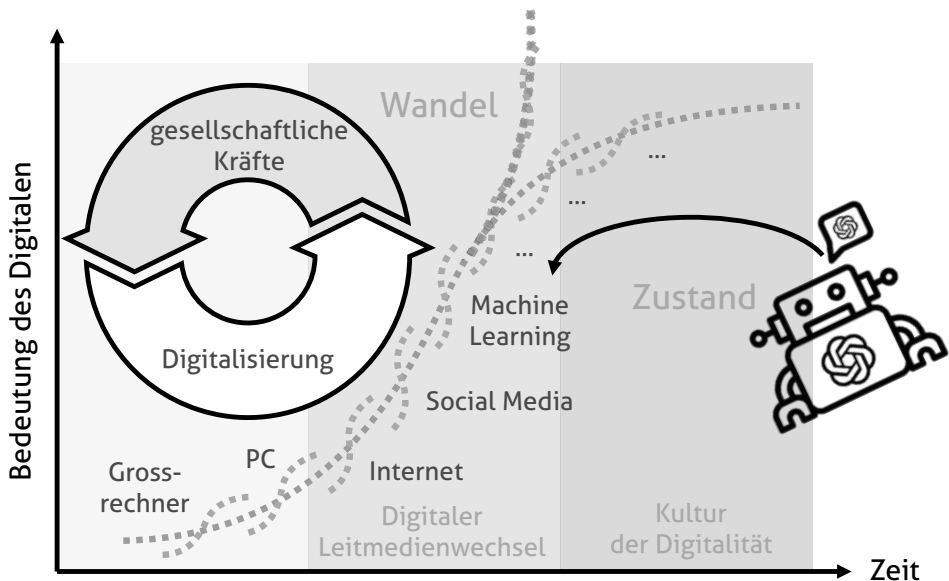 Bedeutung des Digitalen
Wandel
gesellschaftliche
Kräfte
...
...
...
Zustand
Machine
Learning
Digitalisierung
Social Media
PC
Internet
Gross-
rechner
Digitaler
Leitmedienwechsel
Kultur
der Digitalität
Zeit